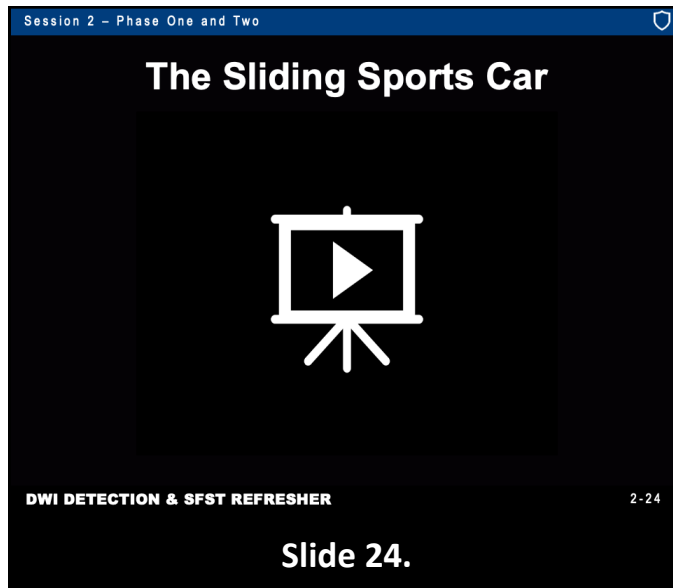 Session 2 – Phase One and Two
The Sliding Sports Car
DWI DETECTION & SFST REFRESHER
2-24
Slide 24.